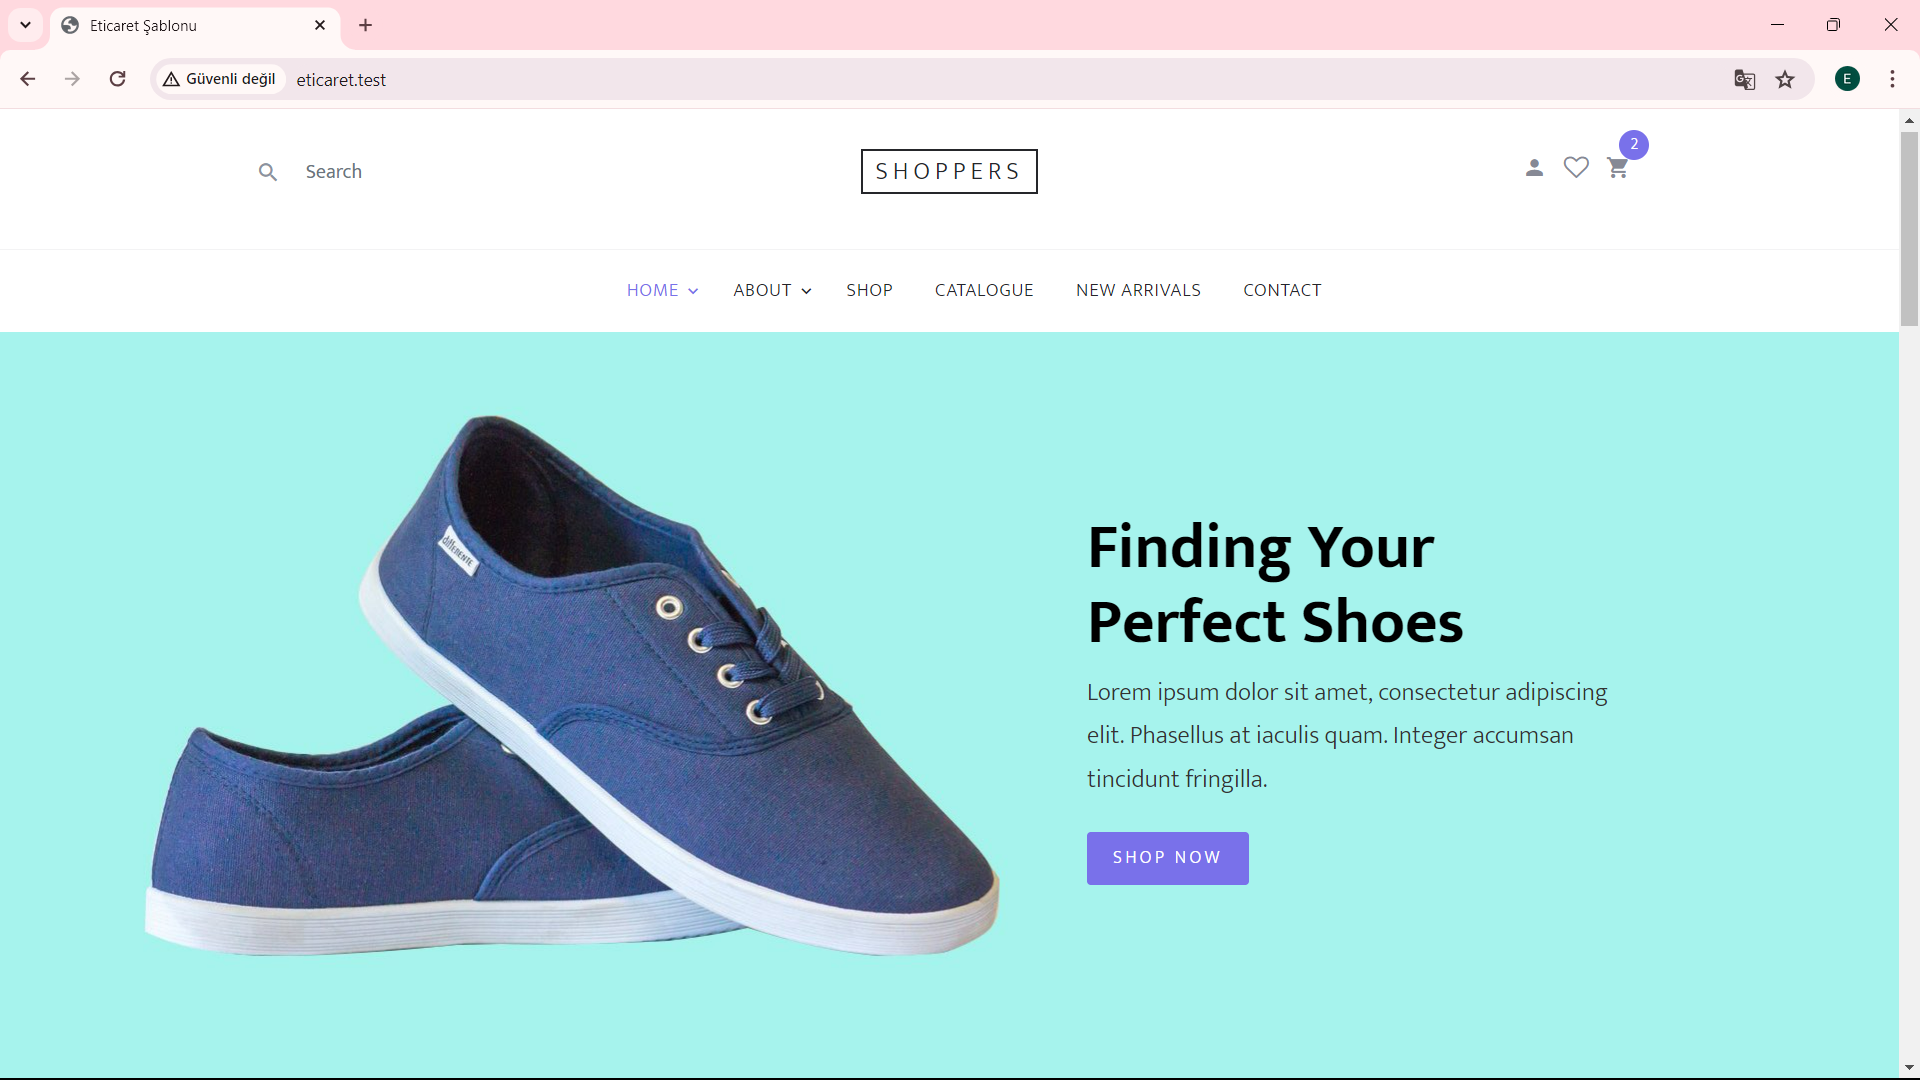 Eticaret Şablonu
Güvenli değil
eticaret.test
E
Search
SHOPPERS
2
HOME
ABOUT
SHOP
CATALOGUE
NEW ARRIVALS
CONTACT
differente
Finding Your
Perfect Shoes
Lorem ipsum dolor sit amet, consectetur adipiscing
elit. Phasellus at iaculis quam. Integer accumsan
tincidunt fringilla.
SHOP NOW